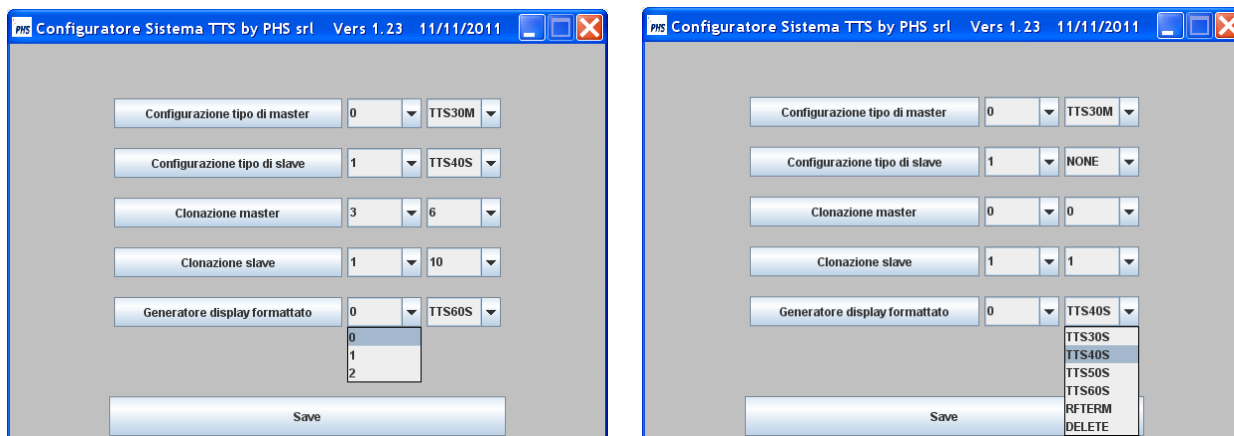 PHS Configuratore Sistema TTS by PHS srl Vers 1.23 11/11/2011
Configurazione tipo di master 0 TTS30M
Configurazione tipo di slave 1 TTS40S
Clonazione master 3 6
Clonazione slave 1 10
Generatore display formattato 0 TTS60S
0
1
2
Save
PHS Configuratore Sistema TTS by PHS srl Vers 1.23 11/11/2011
Configurazione tipo di master 0 TTS30M
Configurazione tipo di slave 1 NONE
Clonazione master 0 0
Clonazione slave 1 1
Generatore display formattato 0 TTS40S
TTS30S
TTS40S
TTS50S
TTS60S
RFTERM
DELETE
Save